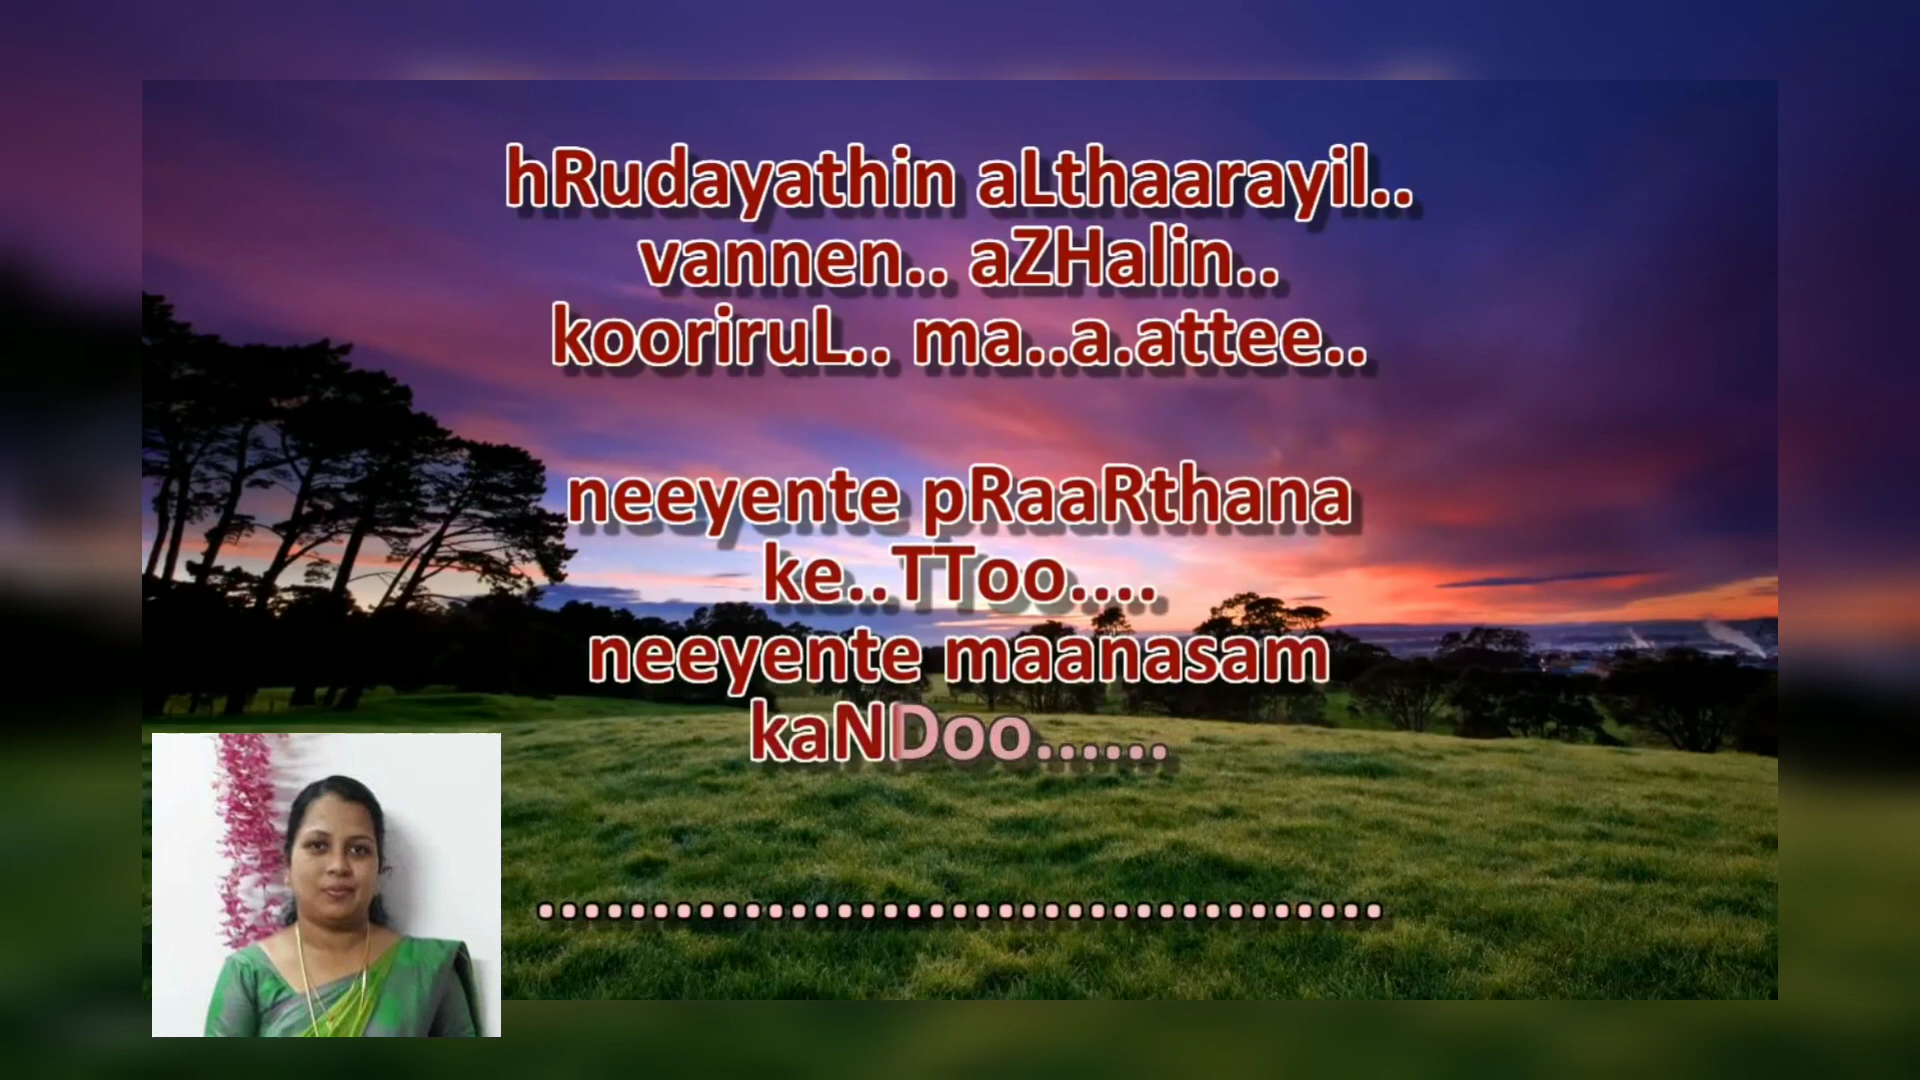 hRudayathin aLthaarayil..
vannen.. aZHalin..
kooriruL.. ma..a.attee..
neeyente pRaaRthana
ke..TToo....
neeyente maanasam
kaNDoo......
.....................................